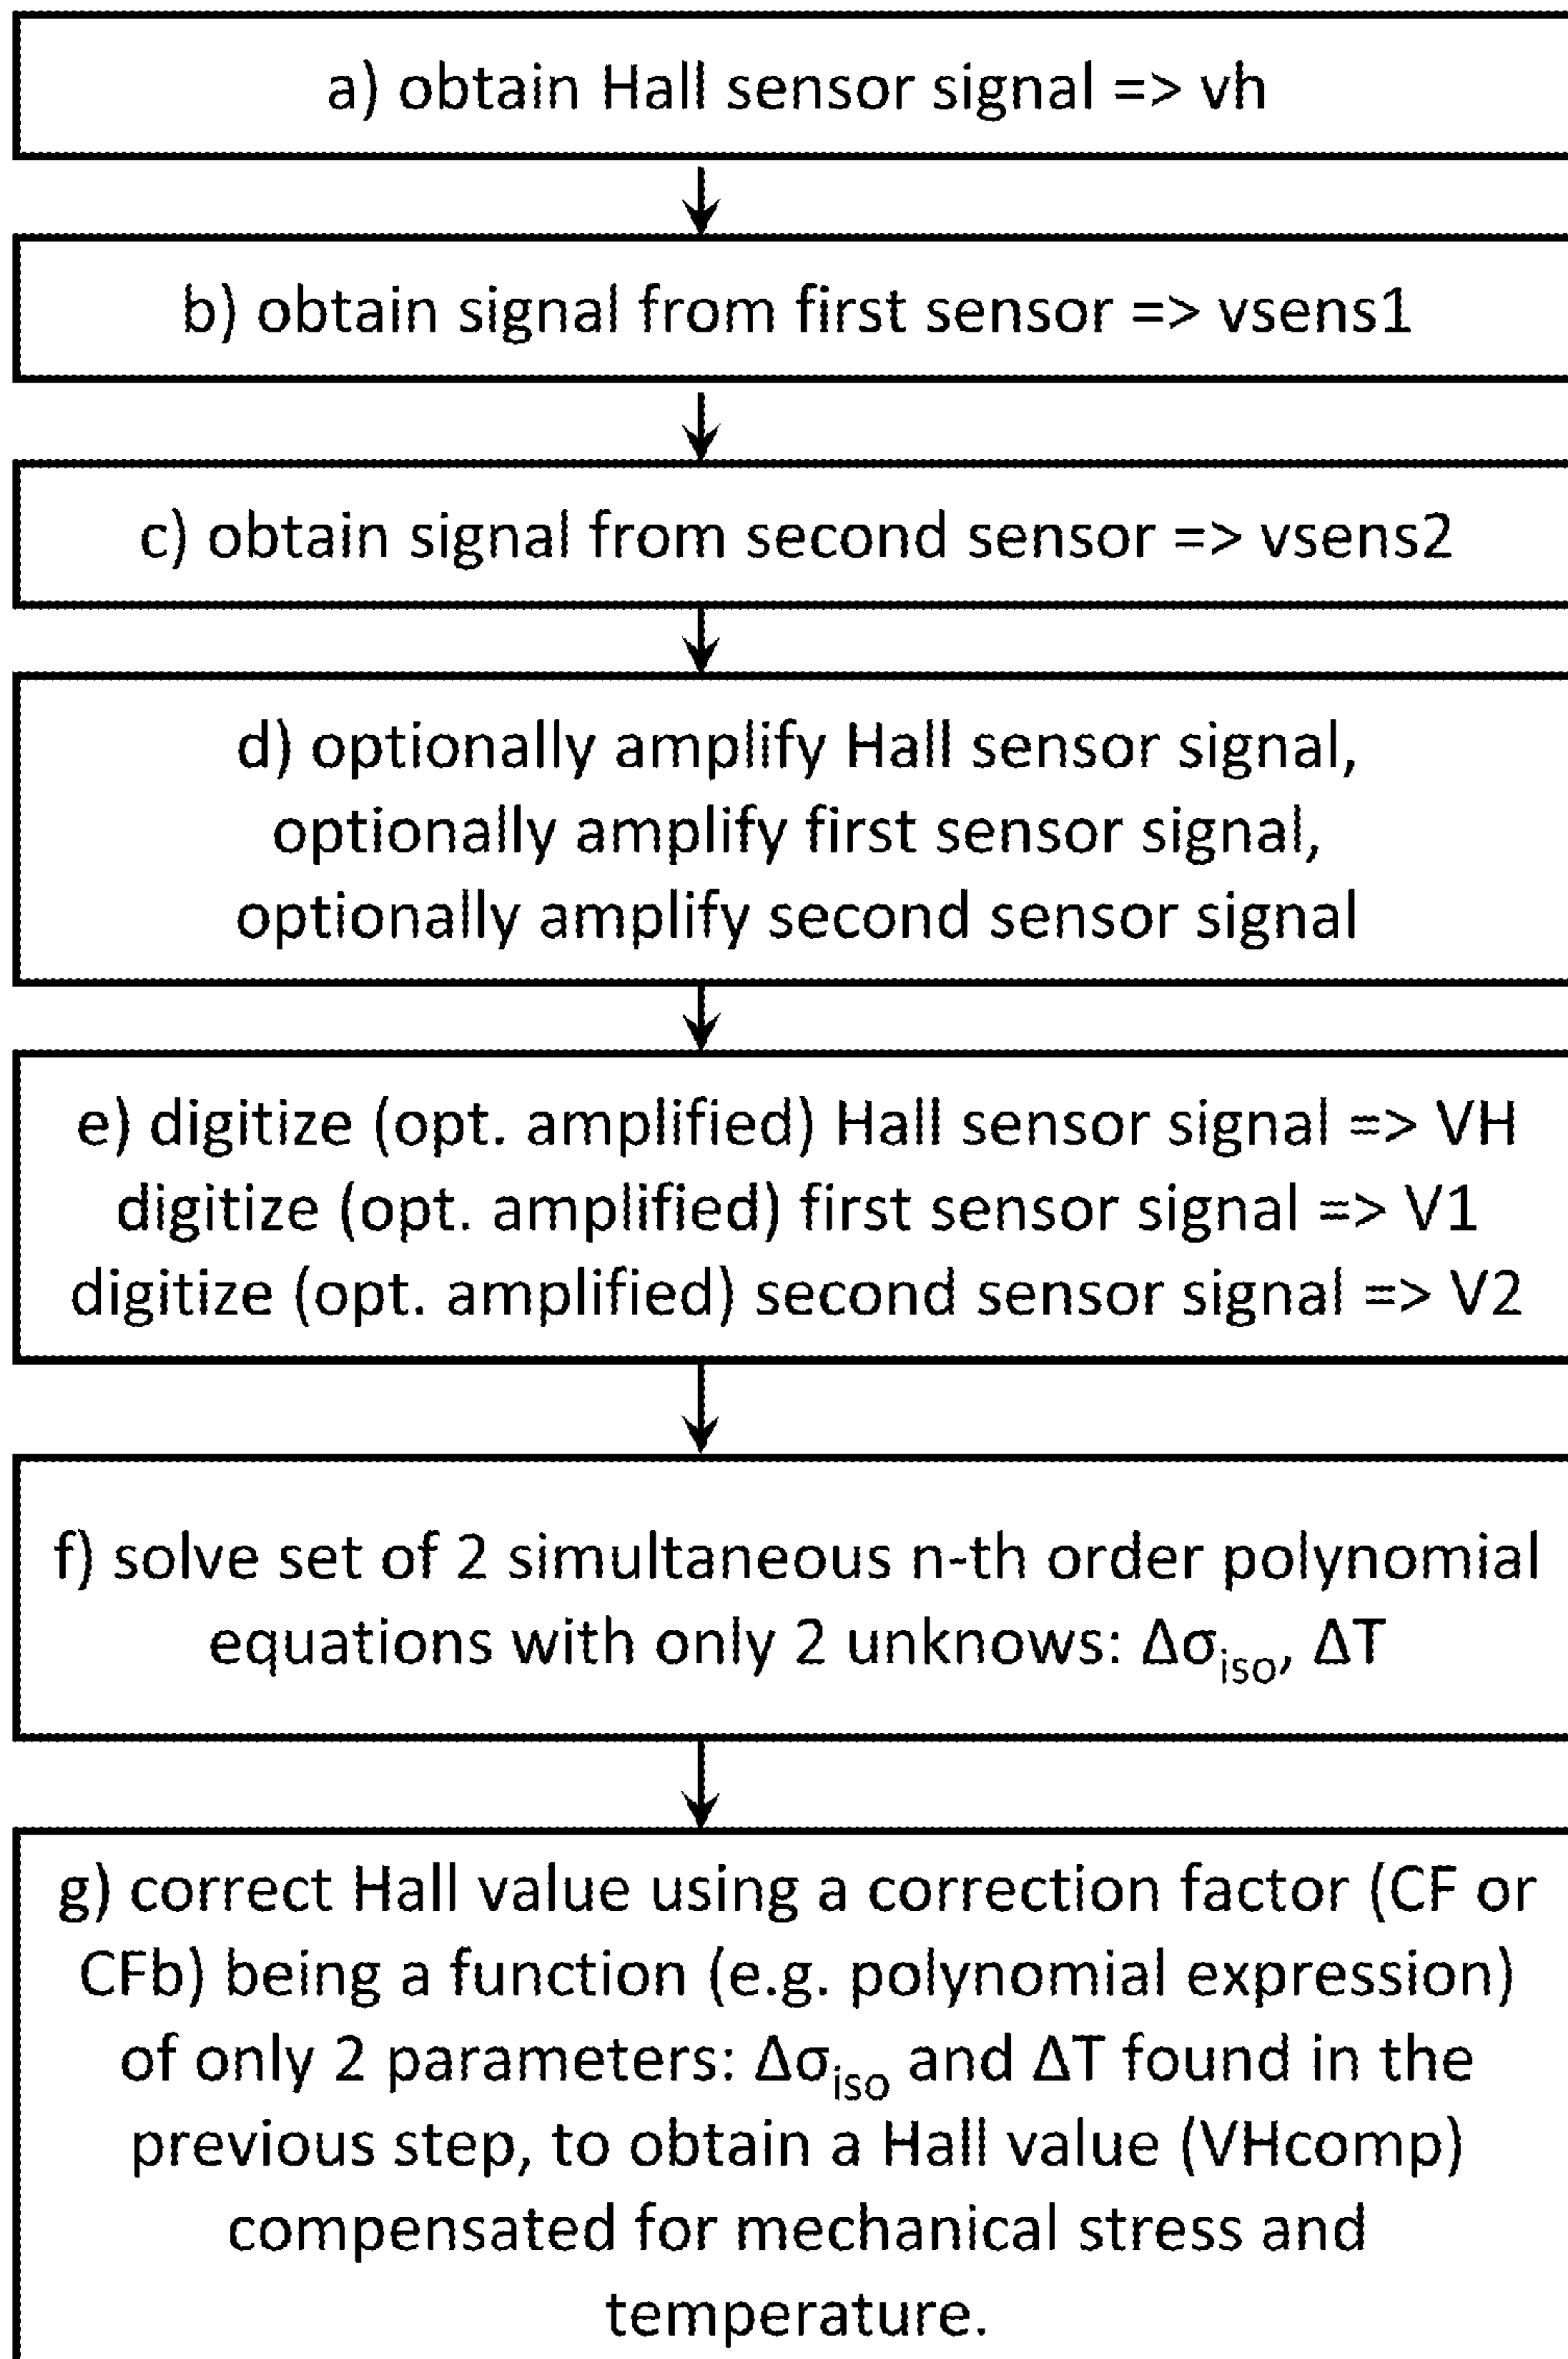 a) obtain Hall sensor signal => vh
b) obtain signal from first sensor => vsens1
c) obtain signal from second sensor => vsens2
d) optionally amplify Hall sensor signal,
optionally amplify first sensor signal,
optionally amplify second sensor signal
e) digitize (opt. amplified) Hall sensor signal => VH
digitize (opt. amplified) first sensor signal => V1
digitize (opt. amplified) second sensor signal => V2
f) solve set of 2 simultaneous n-th order polynomial
equations with only 2 unknows: Δσiso, ΔT
g) correct Hall value using a correction factor (CF or
CFb) being a function (e.g. polynomial expression)
of only 2 parameters: Δσiso and ΔT found in the
previous step, to obtain a Hall value (VHcomp)
compensated for mechanical stress and
temperature.